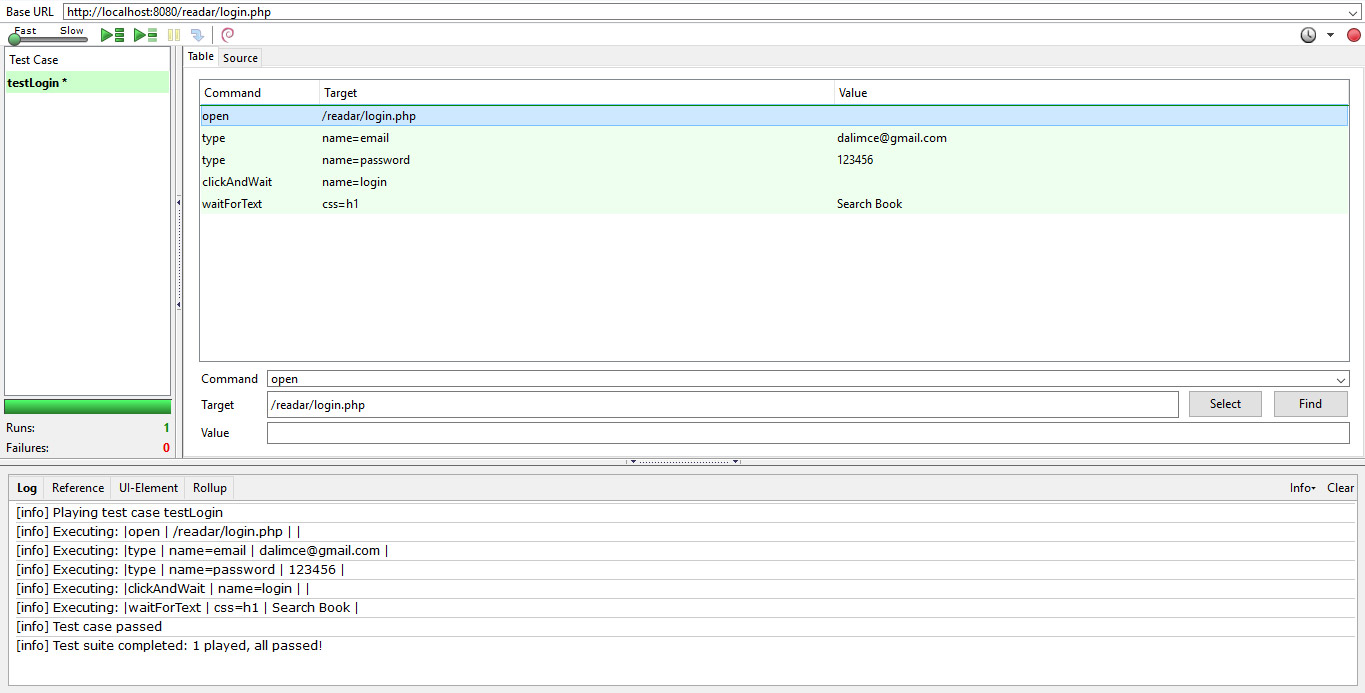 Base URL http://localhost:8080/readar/login.php
Fast Slow
Test Case
testLogin *
Table Source
Command Target Value
open /readar/login.php
type name=email dalimce@gmail.com
type name=password 123456
clickAndWait name=login
waitForText css=h1 Search Book
Command open
Target /readar/login.php Select Find
Value
Runs: 1
Failures: 0
Log Reference UI-Element Rollup Info Clear
[info] Playing test case testLogin
[info] Executing: |open | /readar/login.php | |
[info] Executing: |type | name=email | dalimce@gmail.com |
[info] Executing: |type | name=password | 123456 |
[info] Executing: |clickAndWait | name=login | |
[info] Executing: |waitForText | css=h1 | Search Book |
[info] Test case passed
[info] Test suite completed: 1 played, all passed!